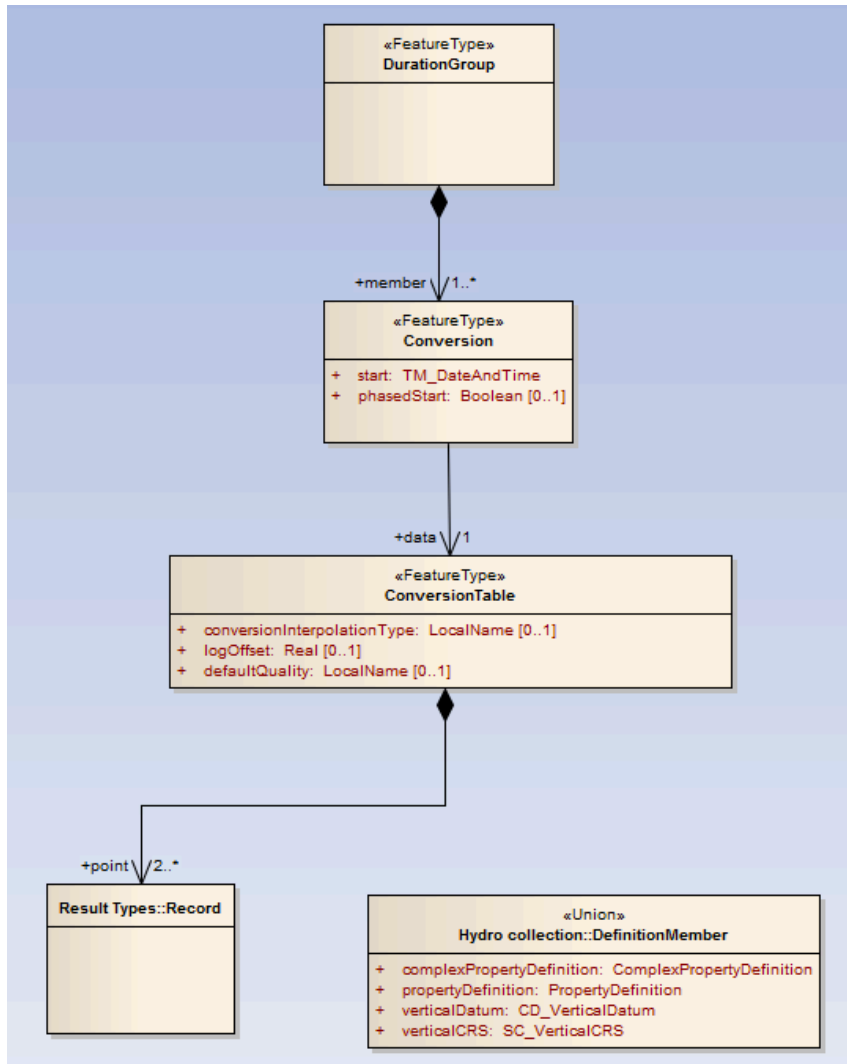 «FeatureType»
DurationGroup
+member 1..*
«FeatureType»
Conversion
+ start: TM_DateAndTime
+ phasedStart: Boolean [0..1]
+data 1
«FeatureType»
ConversionTable
+ conversionInterpolationType: LocalName [0..1]
+ logOffset: Real [0..1]
+ defaultQuality: LocalName [0..1]
+point 2..*
Result Types::Record
«Union»
Hydro collection::DefinitionMember
+ complexPropertyDefinition: ComplexPropertyDefinition
+ propertyDefinition: PropertyDefinition
+ verticalDatum: CD_VerticalDatum
+ verticalCRS: SC_VerticalCRS